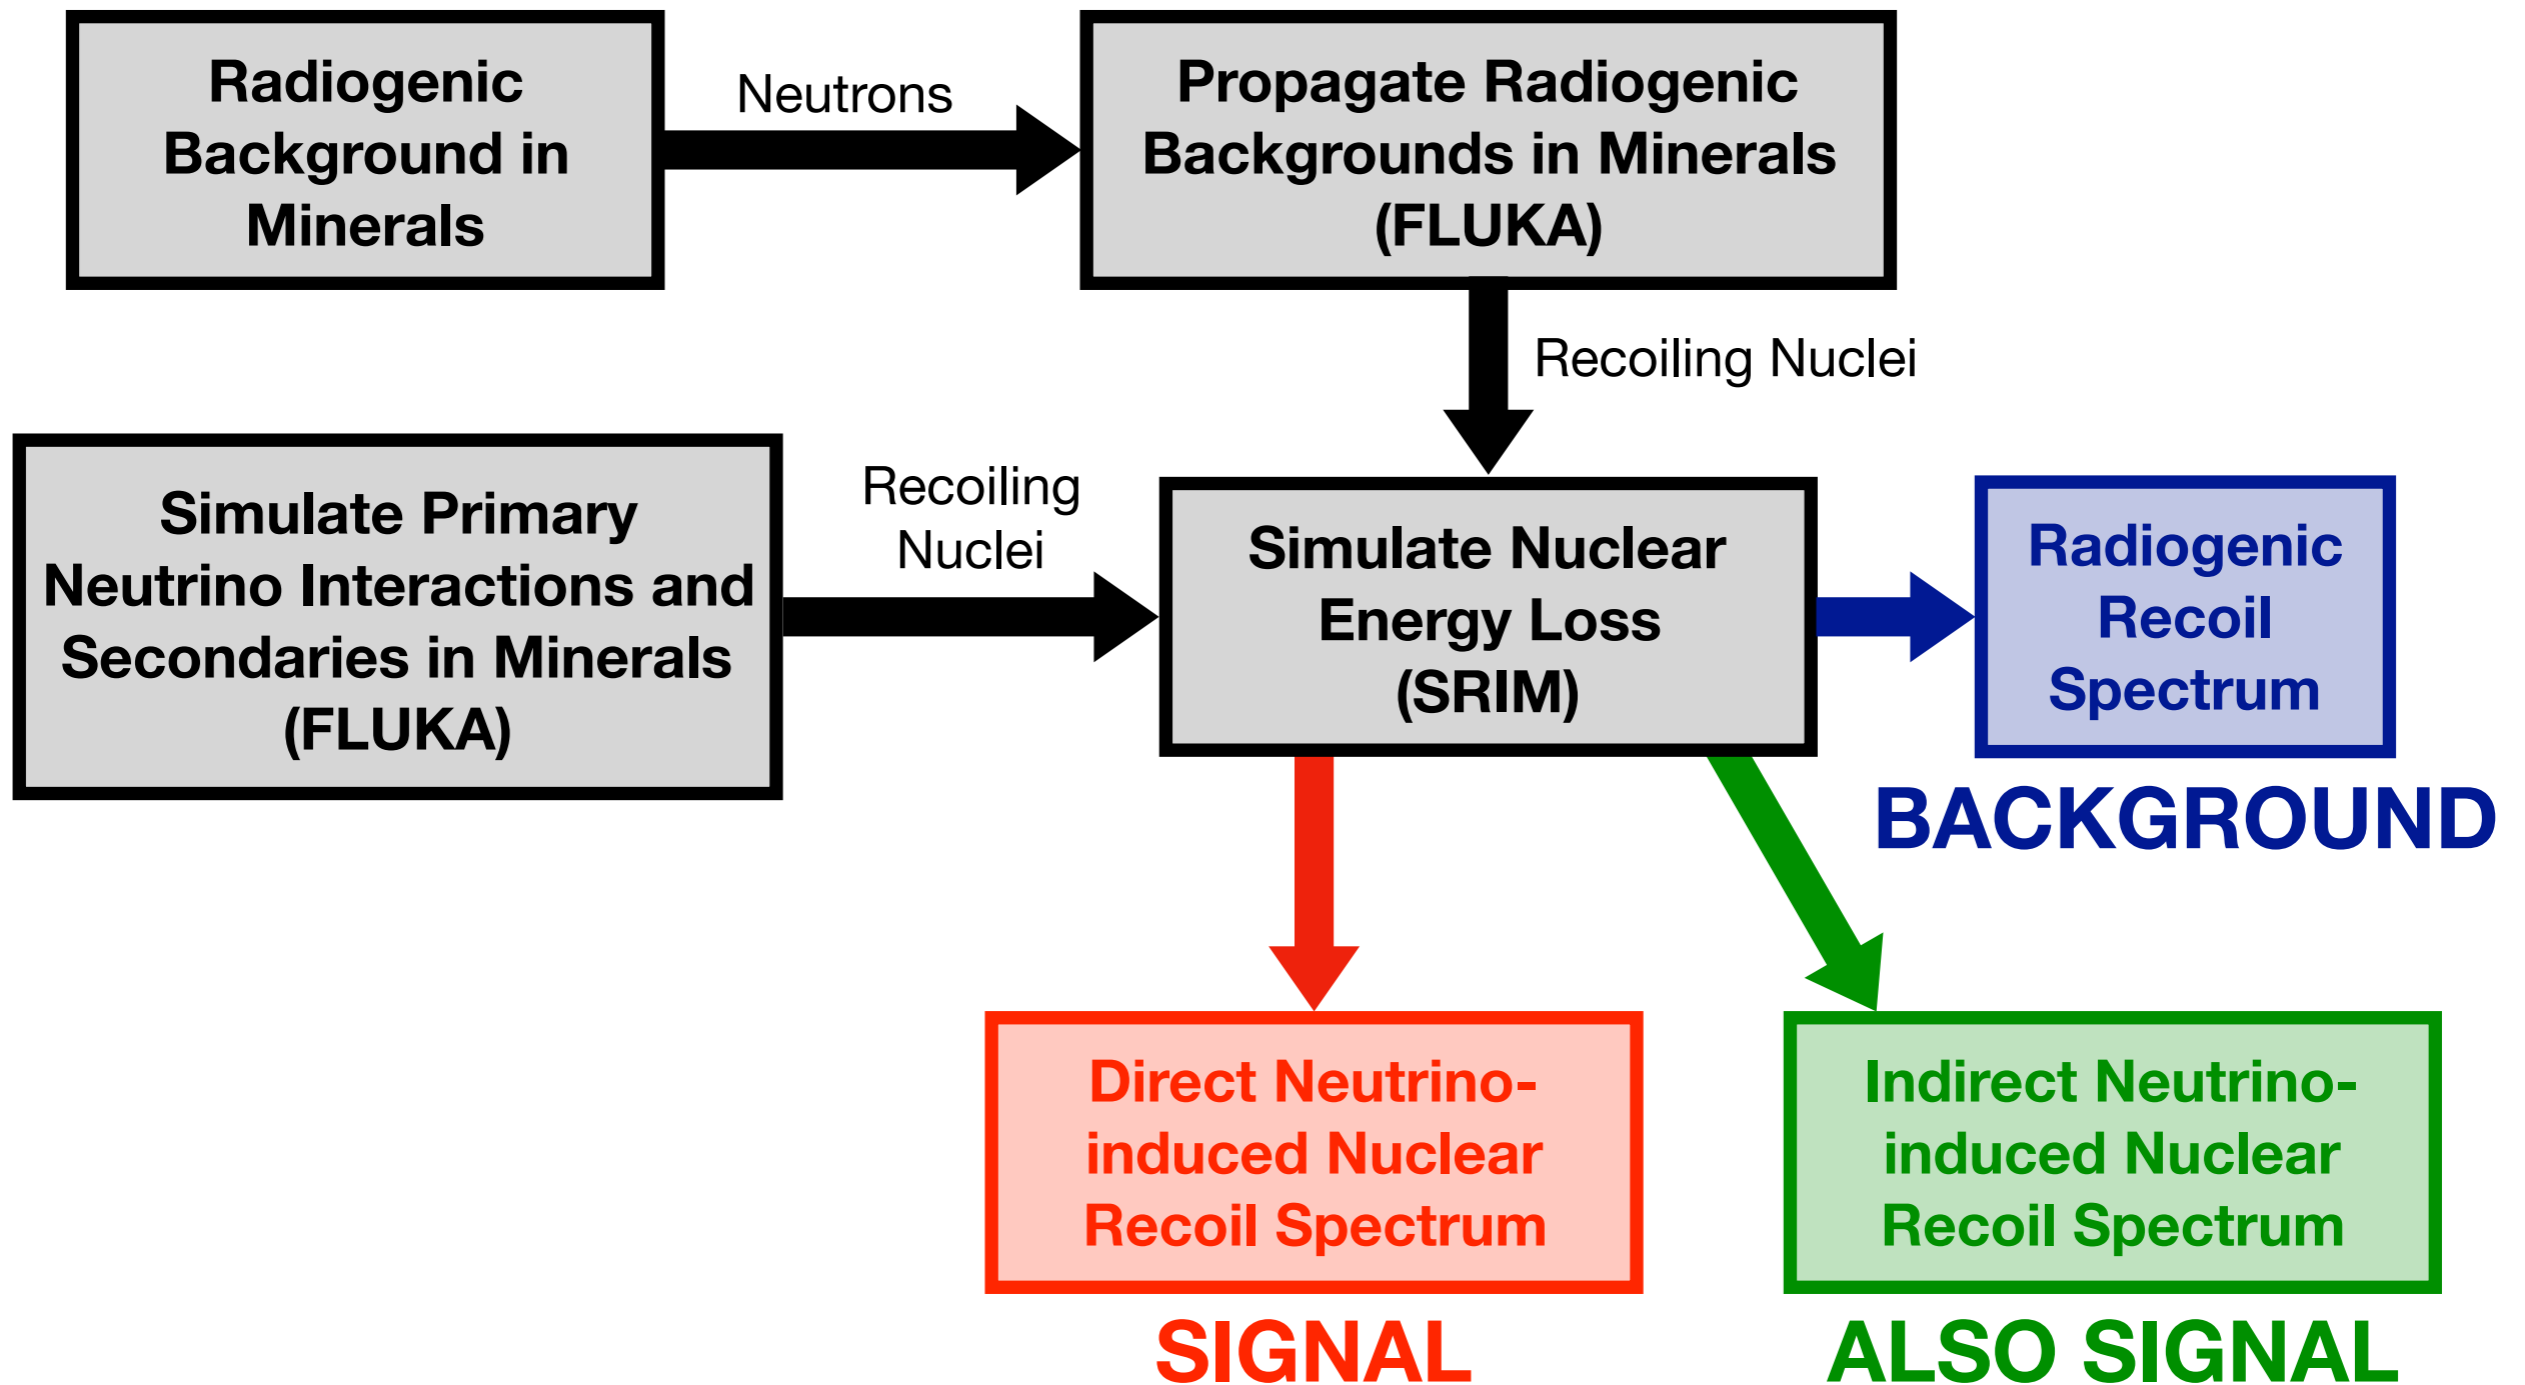 Radiogenic
Background in
Minerals
Neutrons
Propagate Radiogenic
Backgrounds in Minerals
(FLUKA)
Recoiling Nuclei
Simulate Primary
Neutrino Interactions and
Secondaries in Minerals
(FLUKA)
Recoiling
Nuclei
Simulate Nuclear
Energy Loss
(SRIM)
Radiogenic
Recoil
Spectrum
BACKGROUND
Direct Neutrino-
induced Nuclear
Recoil Spectrum
SIGNAL
Indirect Neutrino-
induced Nuclear
Recoil Spectrum
ALSO SIGNAL